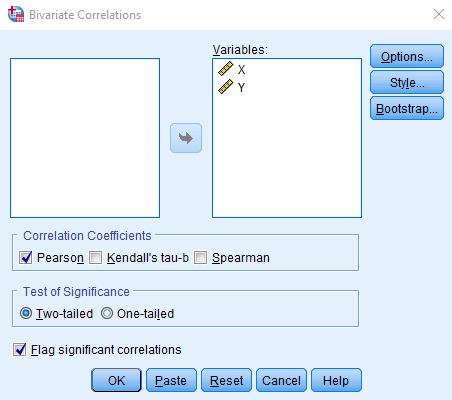 Bivariate Correlations
Variables:
X
Y
Options...
Style...
Bootstrap...
Correlation Coefficients
Pearson Kendall's tau-b Spearman
Test of Significance
Two-tailed One-tailed
Flag significant correlations
OK Paste Reset Cancel Help